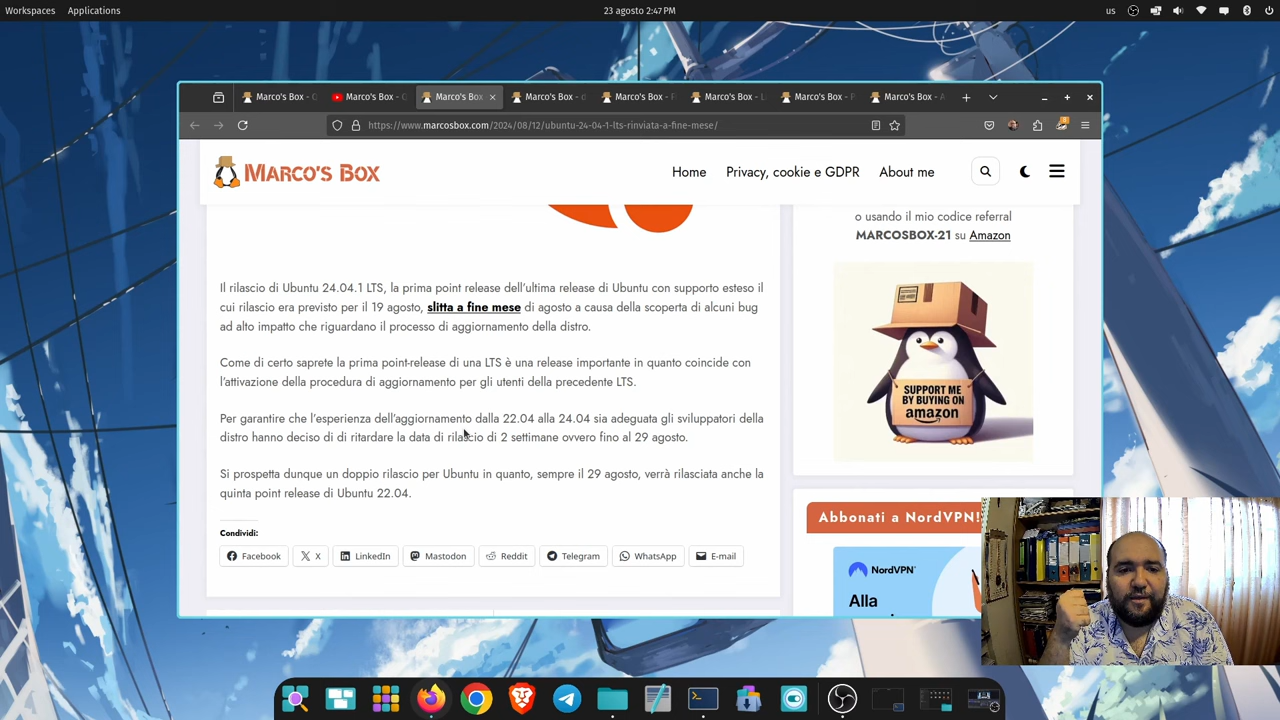 Workspaces Applications 23 agosto 2:47 PM us
Marco's Box - Marco's Box - Marco's Box Marco's Box - Marco's Box - Marco's Box - Marco's Box - Marco's Box -
https://www.marcosbox.com/2024/08/12/ubuntu-24-04-1-lts-rinviata-a-fine-mese/
MARCO'S BOX Home Privacy, cookie e GDPR About me
Il rilascio di Ubuntu 24.04.1 LTS, la prima point release dell'ultima release di Ubuntu con supporto esteso il
cui rilascio era previsto per il 19 agosto, slitta a fine mese di agosto a causa della scoperta di alcuni bug
ad alto impatto che riguardano il processo di aggiornamento della distro.
Come di certo saprete la prima point-release di una LTS è una release importante in quanto coincide con
l'attivazione della procedura di aggiornamento per gli utenti della precedente LTS.
Per garantire che l'esperienza dell'aggiornamento dalla 22.04 alla 24.04 sia adeguata gli sviluppatori della
distro hanno deciso di di ritardare la data di rilascio di 2 settimane ovvero fino al 29 agosto.
Si prospetta dunque un doppio rilascio per Ubuntu in quanto, sempre il 29 agosto, verrà rilasciata anche la
quinta point release di Ubuntu 22.04.
Condividi:
Facebook X LinkedIn Mastodon Reddit Telegram WhatsApp E-mail
o usando il mio codice referral
MARCOSBOX-21 su Amazon
SUPPORT ME
BY BUYING ON
amazon
Abbonati a NordVPN!
NordVPN®
Alla